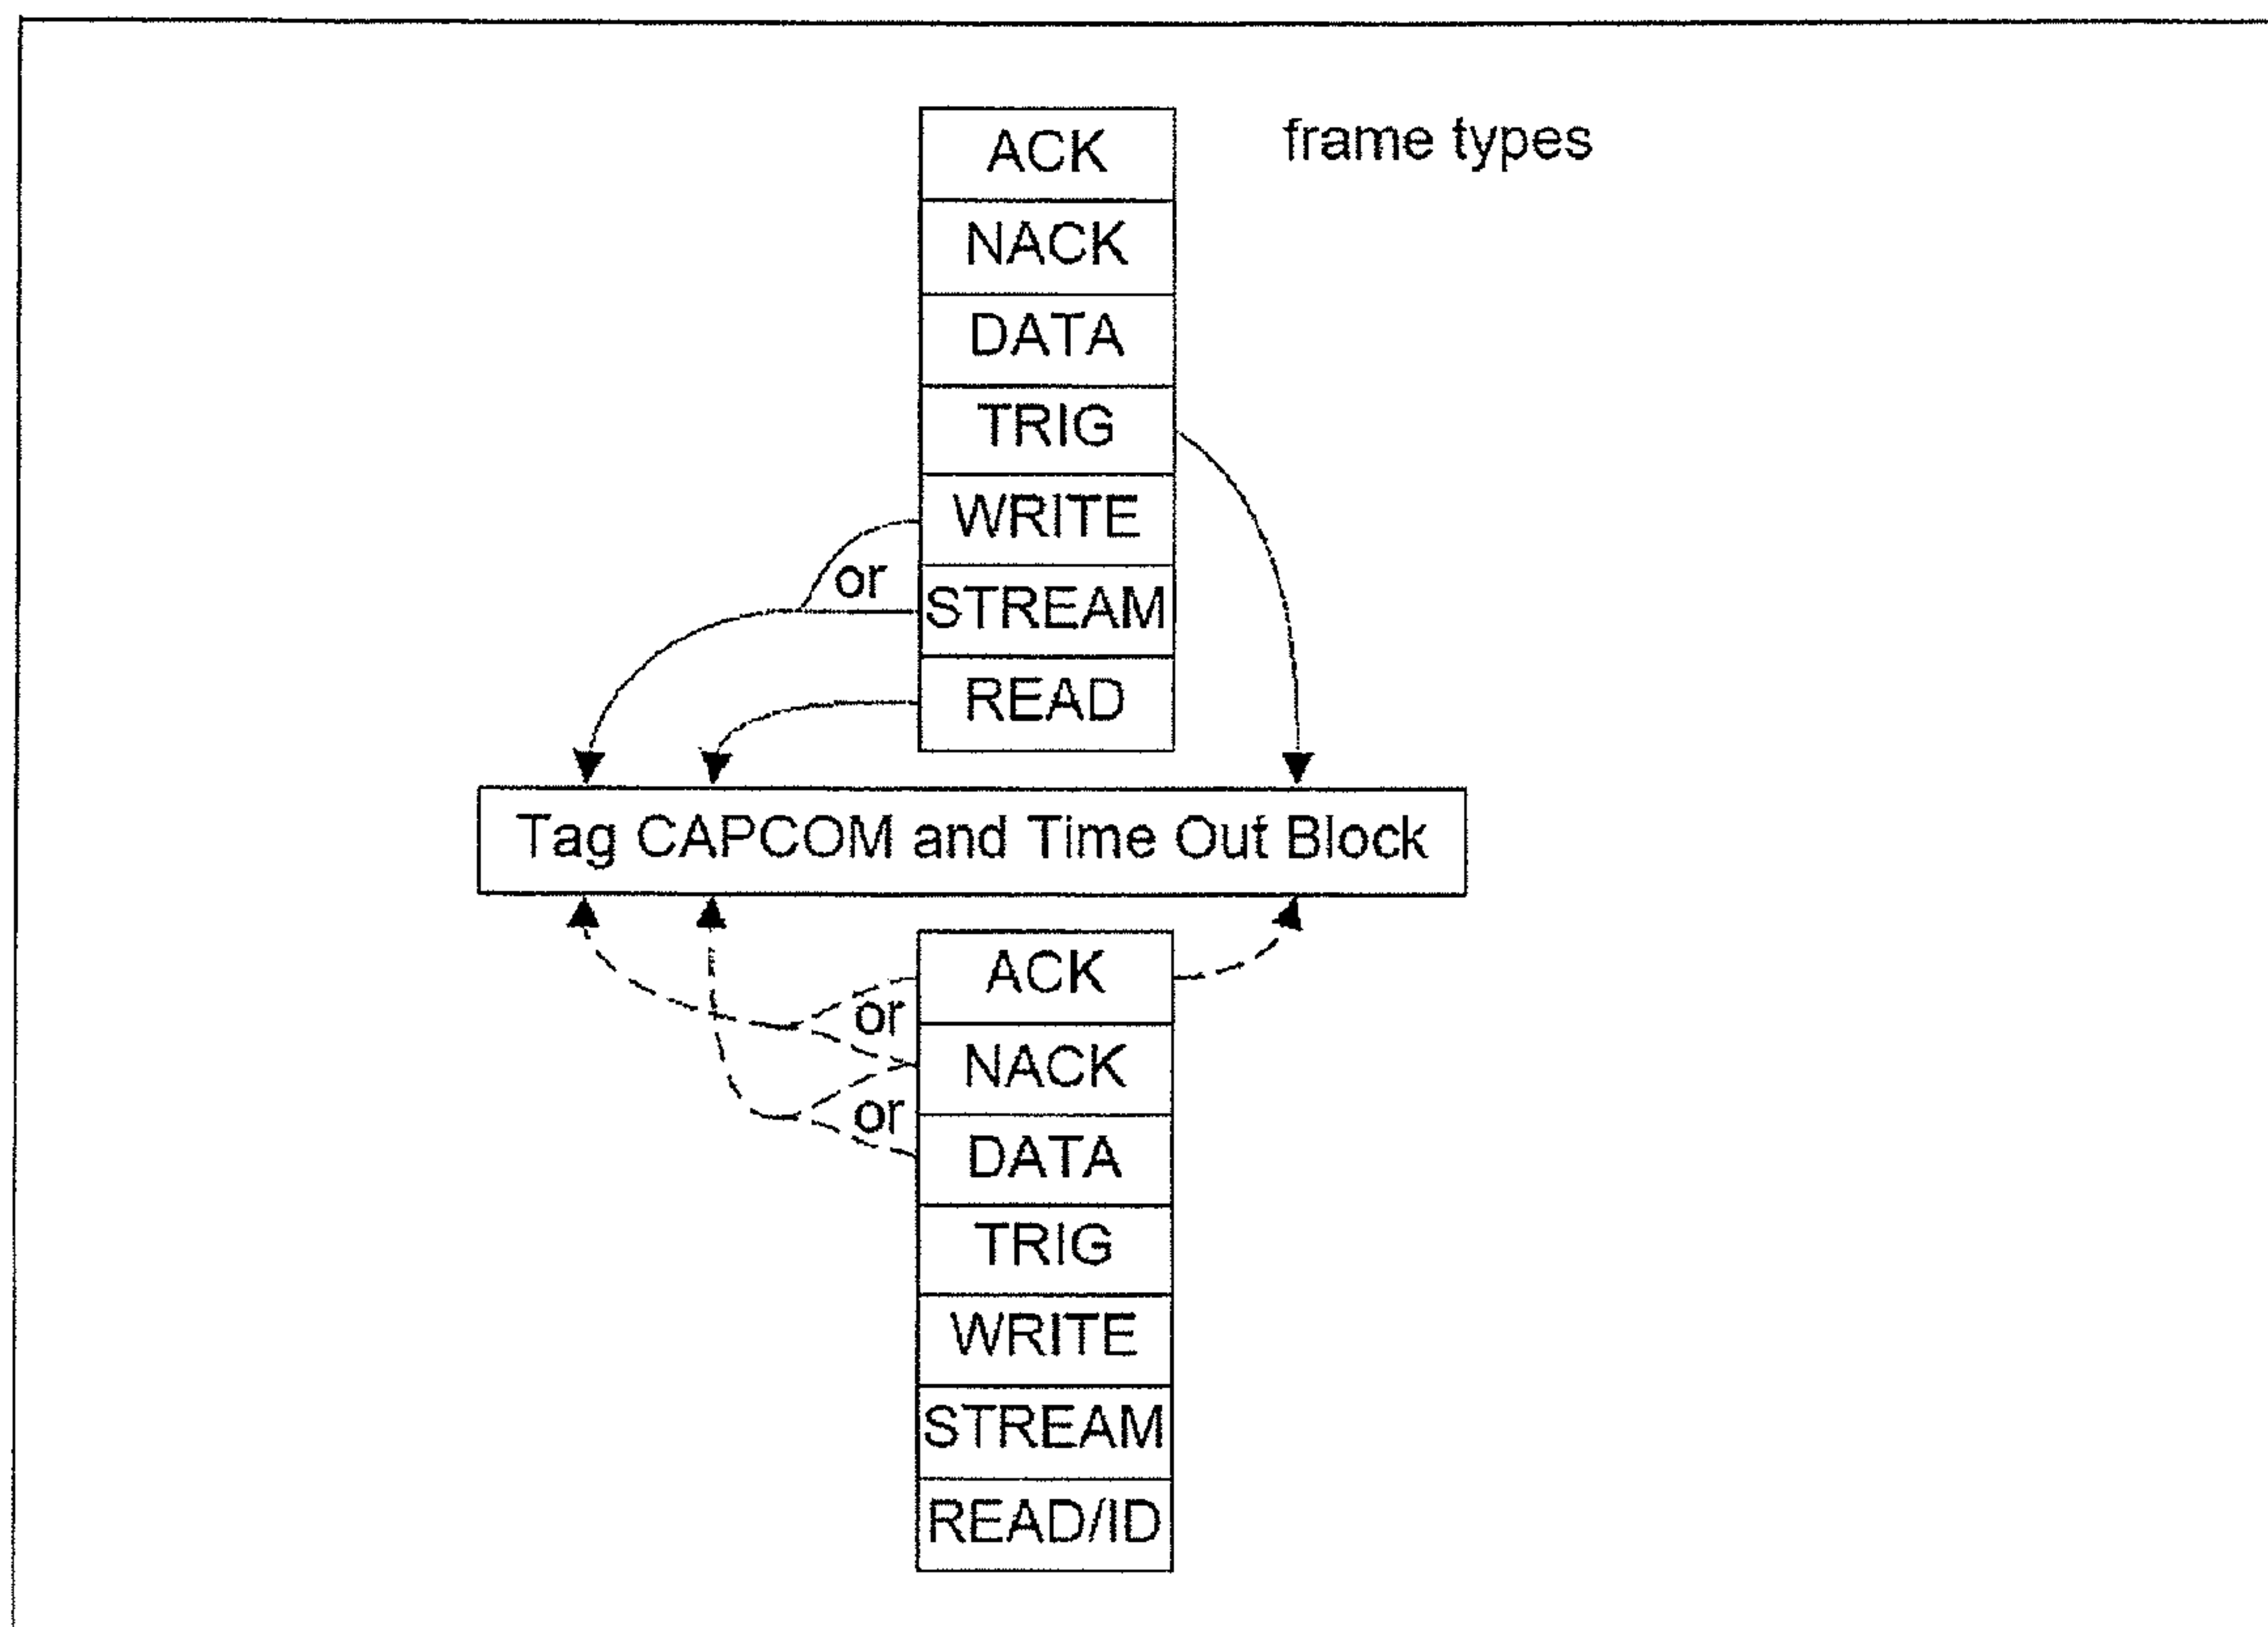 ACK
frame types
NACK
DATA
TRIG
WRITE
or
STREAM
READ
Tag CAPCOM and Time Out Block
ACK
or
NACK
or
DATA
TRIG
WRITE
STREAM
READ/ID